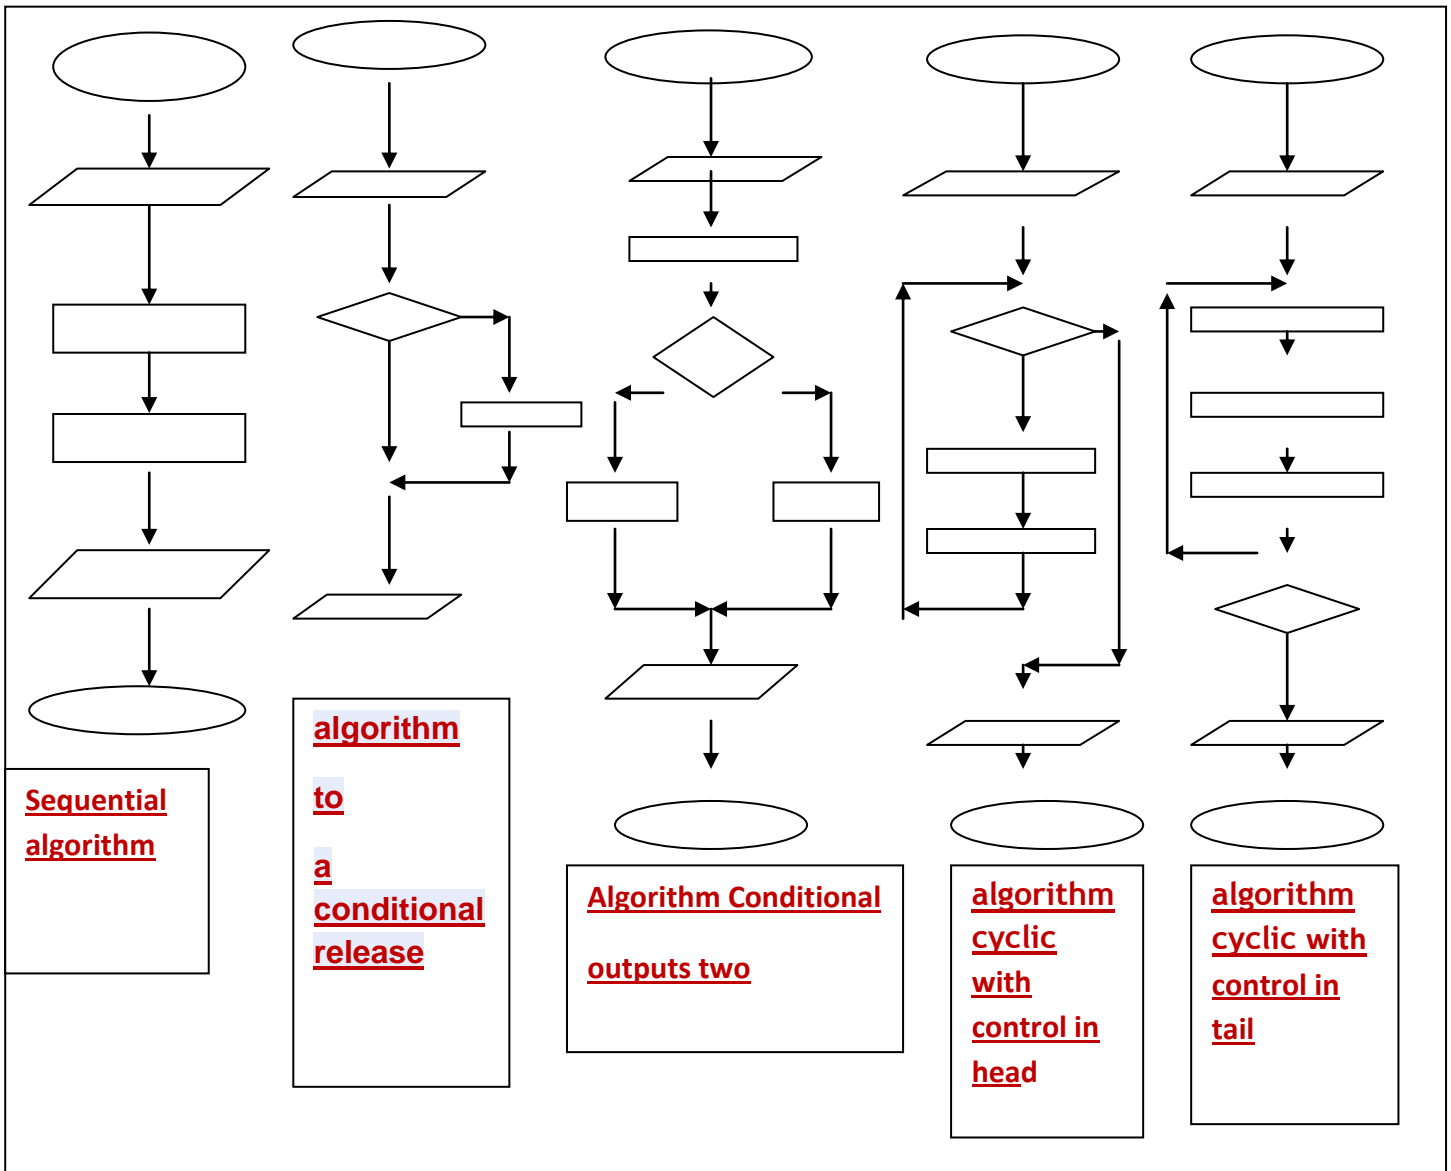 Sequential
algorithm
algorithm
to
a
conditional
release
Algorithm Conditional
outputs two
algorithm
cyclic
with
control in
head
algorithm
cyclic with
control in
tail